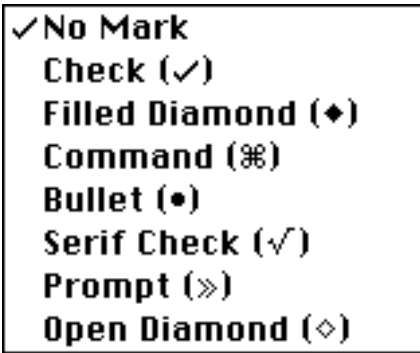 ✓No Mark
Check (✓)
Filled Diamond (◆)
Command (⌘)
Bullet (•)
Serif Check (√)
Prompt (»)
Open Diamond (◇)